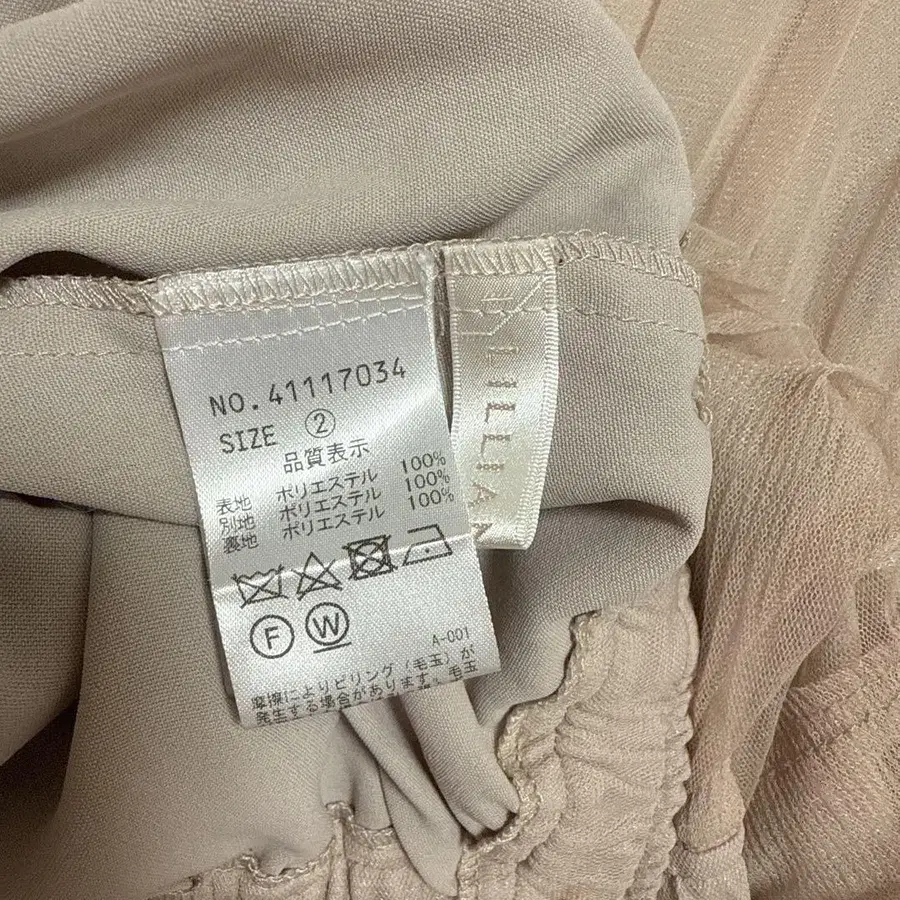 NO.41117034
SIZE ②
品質表示
表地 ポリエステル 100%
別地 ポリエステル 100%
裏地 ポリエステル 100%
F W
A-001
摩擦によりピリング(毛玉)が
発生する場合があります。
LILLIA